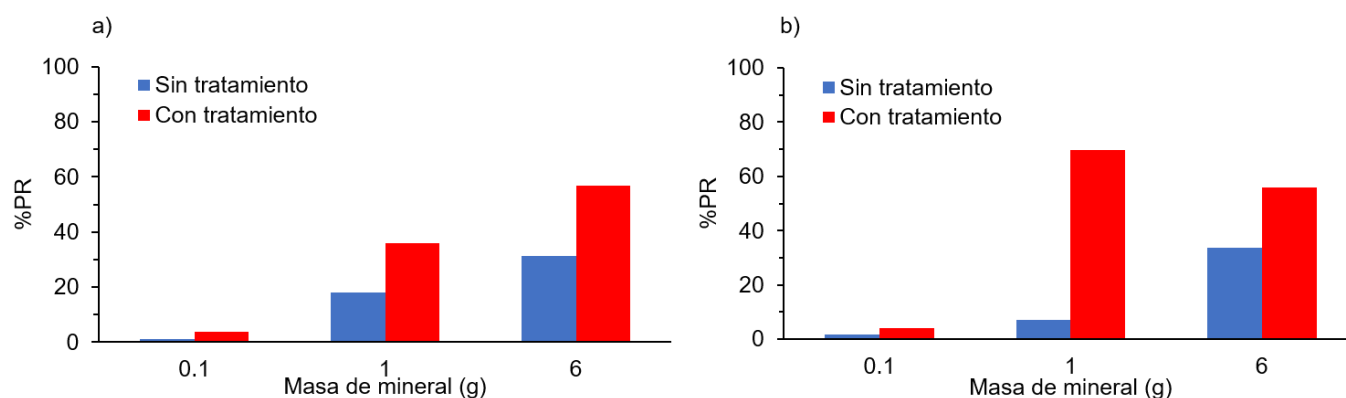 a)
100
80
60
40
20
0
%PR
Sin tratamiento
Con tratamiento
0.1 1 6
Masa de mineral (g)
b)
100
80
60
40
20
0
%PR
Sin tratamiento
Con tratamiento
0.1 1 6
Masa de mineral (g)